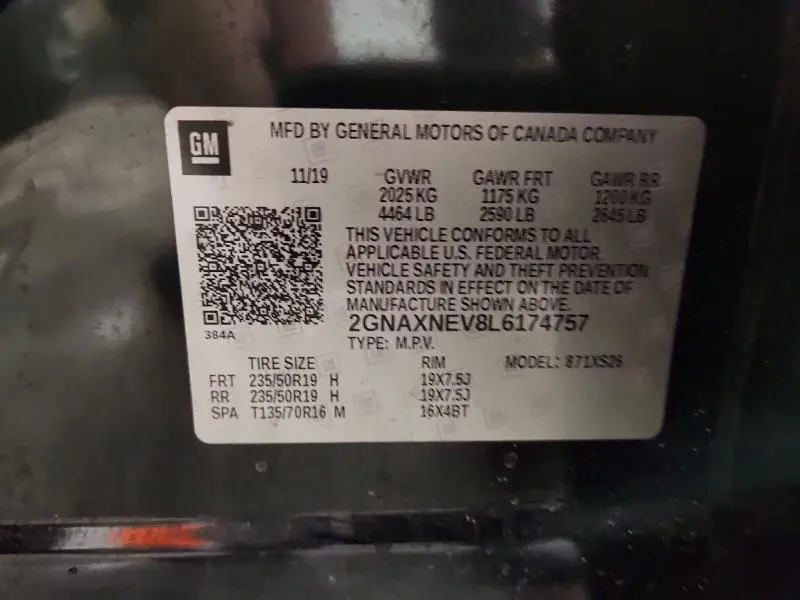 GM
MFD BY GENERAL MOTORS OF CANADA COMPANY
11/19 GVWR GAWR FRT GAWR RR
2025 KG 1175 KG 1200 KG
4464 LB 2590 LB 2645 LB
THIS VEHICLE CONFORMS TO ALL
APPLICABLE U.S. FEDERAL MOTOR
VEHICLE SAFETY AND THEFT PREVENTION
STANDARDS IN EFFECT ON THE DATE OF
MANUFACTURE SHOWN ABOVE.
384A
2GNAXNEV8L6174757
TYPE: M.P.V.
TIRE SIZE RIM MODEL: 871XS26
FRT 235/50R19 H 19X7.5J
RR 235/50R19 H 19X7.5J
SPA T135/70R16 M 16X4BT